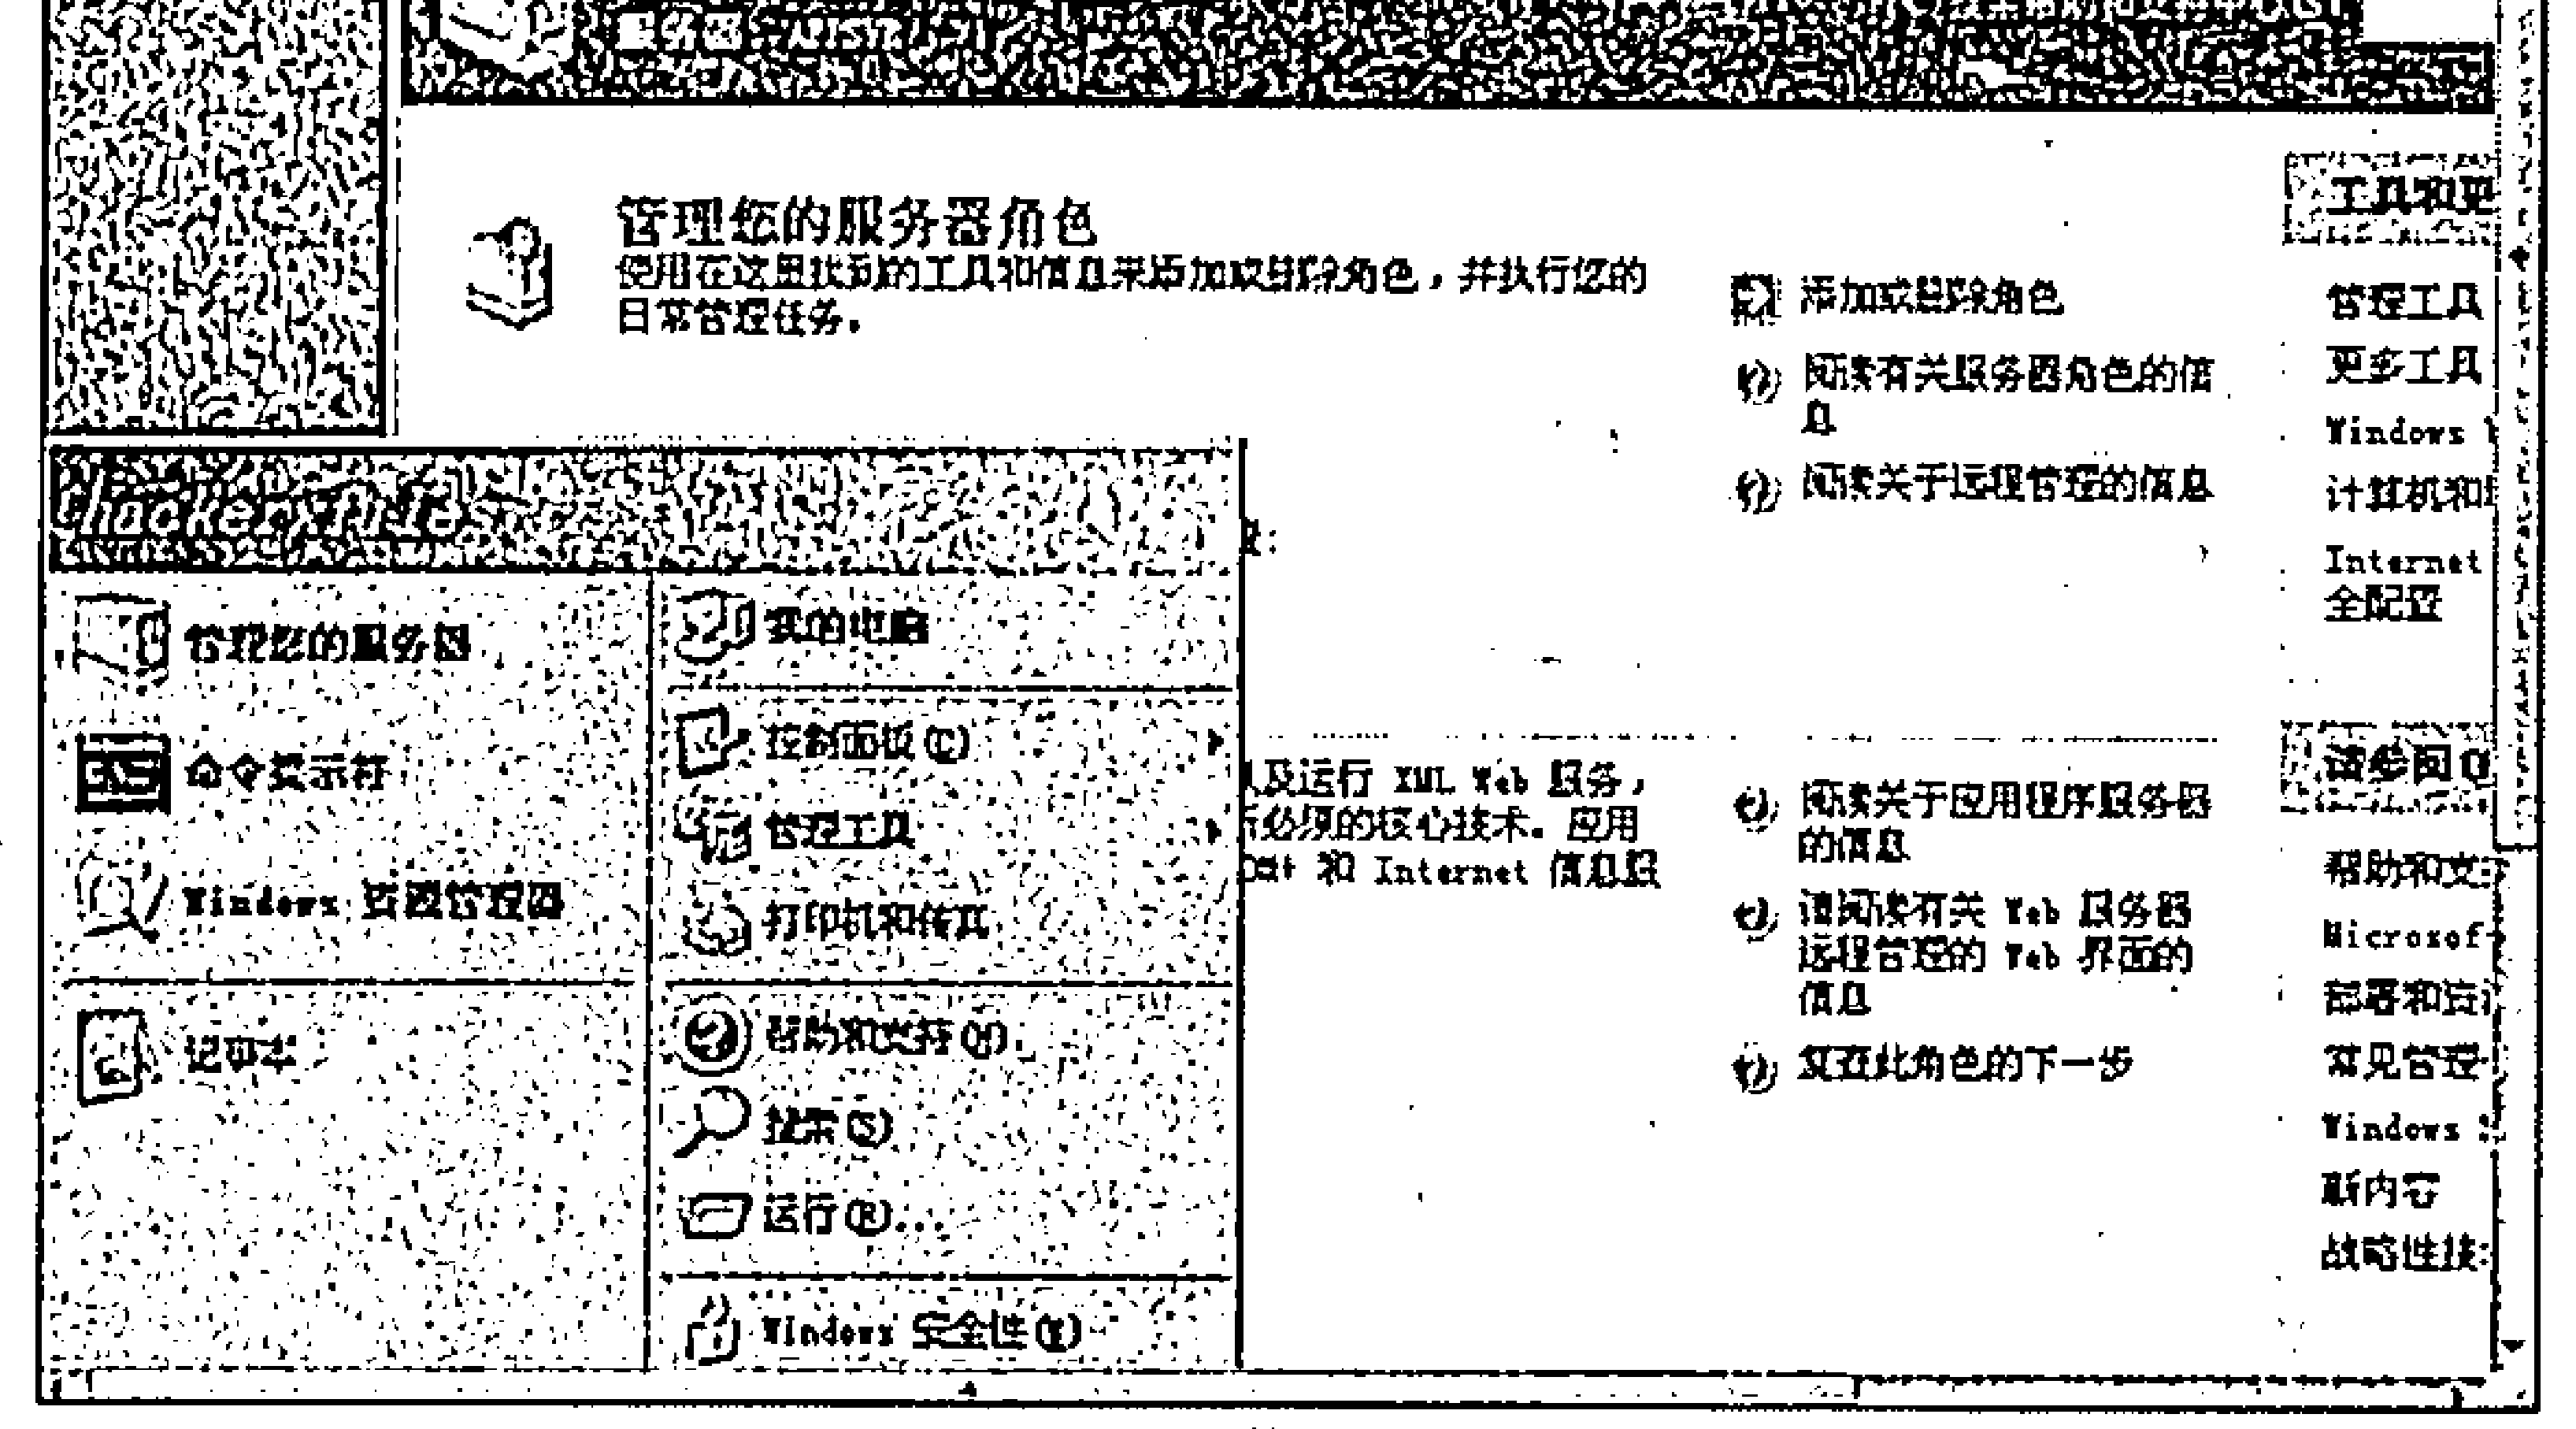 管理您的服务器角色
使用在这里找到的工具和信息来添加或删除角色，并执行您的
日常管理任务。
添加或删除角色
阅读有关服务器角色的信
息
阅读关于远程管理的信息
工具和更
管理工具
更多工具
Windows
计算机和
Internet
全配置
管理您的服务器
命令提示符
Windows 资源管理器
记事本
我的电脑
控制面板(C)
管理工具
打印机和传真
帮助和支持(H)
搜索(S)
运行(R)...
Windows 安全性(Y)
及运行 XML Web 服务，
所必须的核心技术。应用
和 Internet 信息服
阅读关于应用程序服务器
的信息
请阅读有关 Web 服务器
远程管理的 Web 界面的
信息
复查此角色的下一步
请参阅
帮助和支
Microsof
部署和资
常见管理
Windows
新内容
战略性技